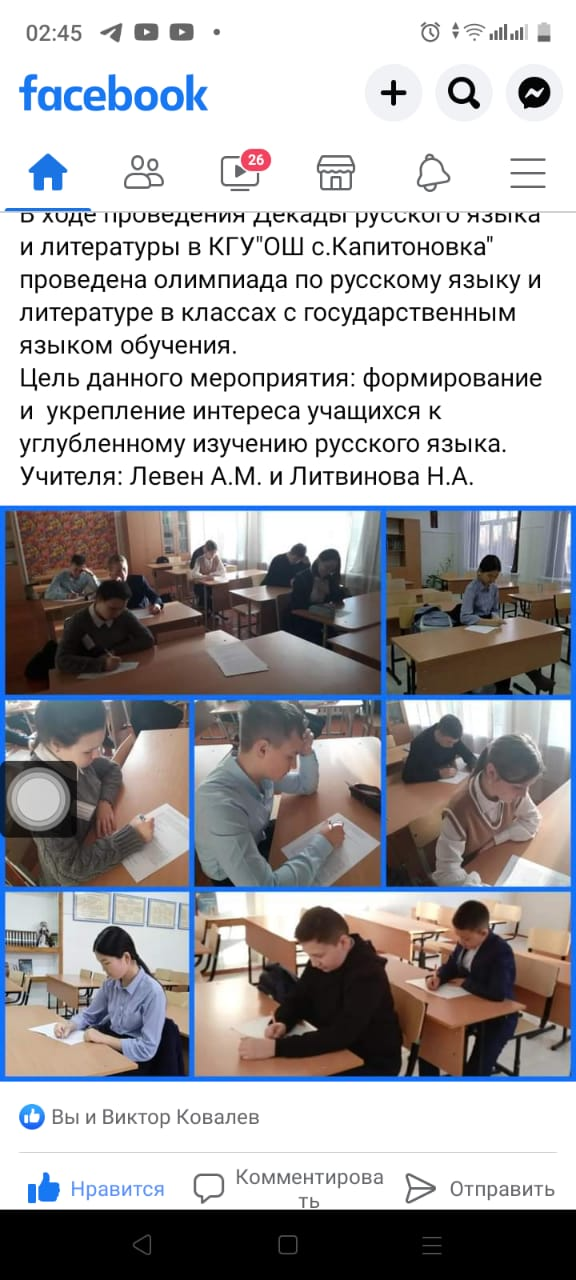 02:45
facebook
26
В ходе проведения Декады русского языка
и литературы в КГУ"ОШ с.Капитоновка"
проведена олимпиада по русскому языку и
литературе в классах с государственным
языком обучения.
Цель данного мероприятия: формирование
и укрепление интереса учащихся к
углубленному изучению русского языка.
Учителя: Левен А.М. и Литвинова Н.А.
Вы и Виктор Ковалев
Нравится
Комментирова
ть
Отправить